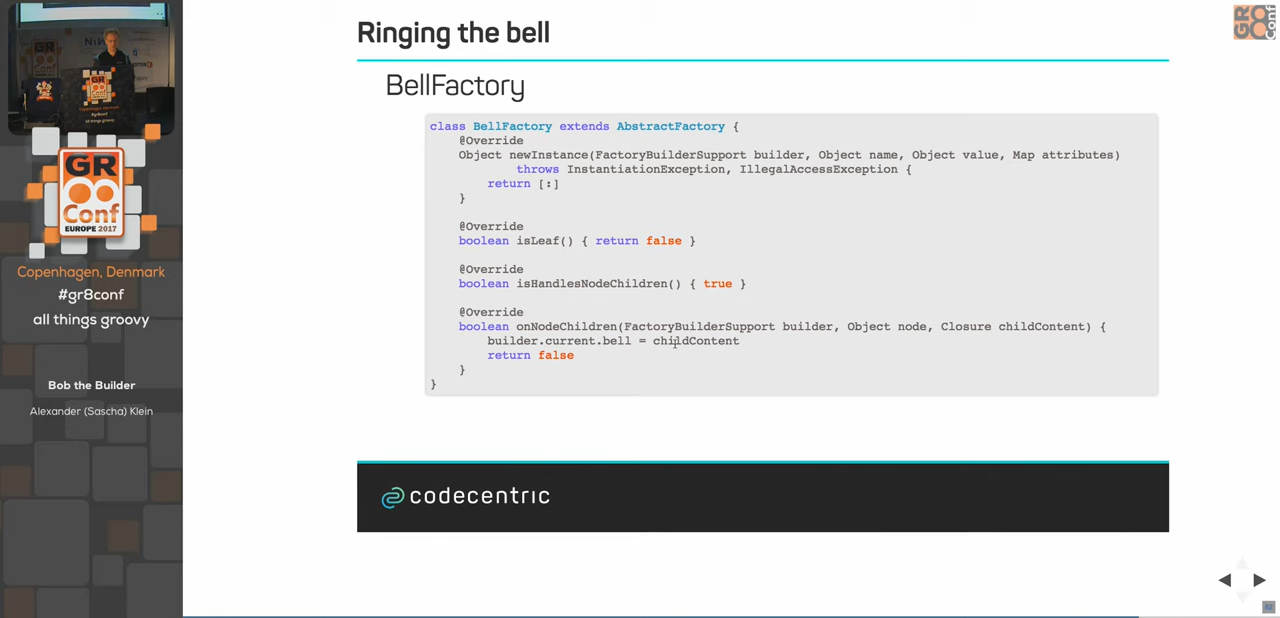 Ringing the bell
BellFactory
class BellFactory extends AbstractFactory {
@Override
Object newInstance(FactoryBuilderSupport builder, Object name, Object value, Map attributes)
throws InstantiationException, IllegalAccessException {
return [:]
}
@Override
boolean isLeaf() { return false }
@Override
boolean isHandlesNodeChildren() { true }
@Override
boolean onNodeChildren(FactoryBuilderSupport builder, Object node, Closure childContent) {
builder.current.bell = childContent
return false
}
}
codecentric
GR
Conf
EUROPE 2017
Copenhagen, Denmark
#gr8conf
all things groovy
Bob the Builder
Alexander (Sascha) Klein